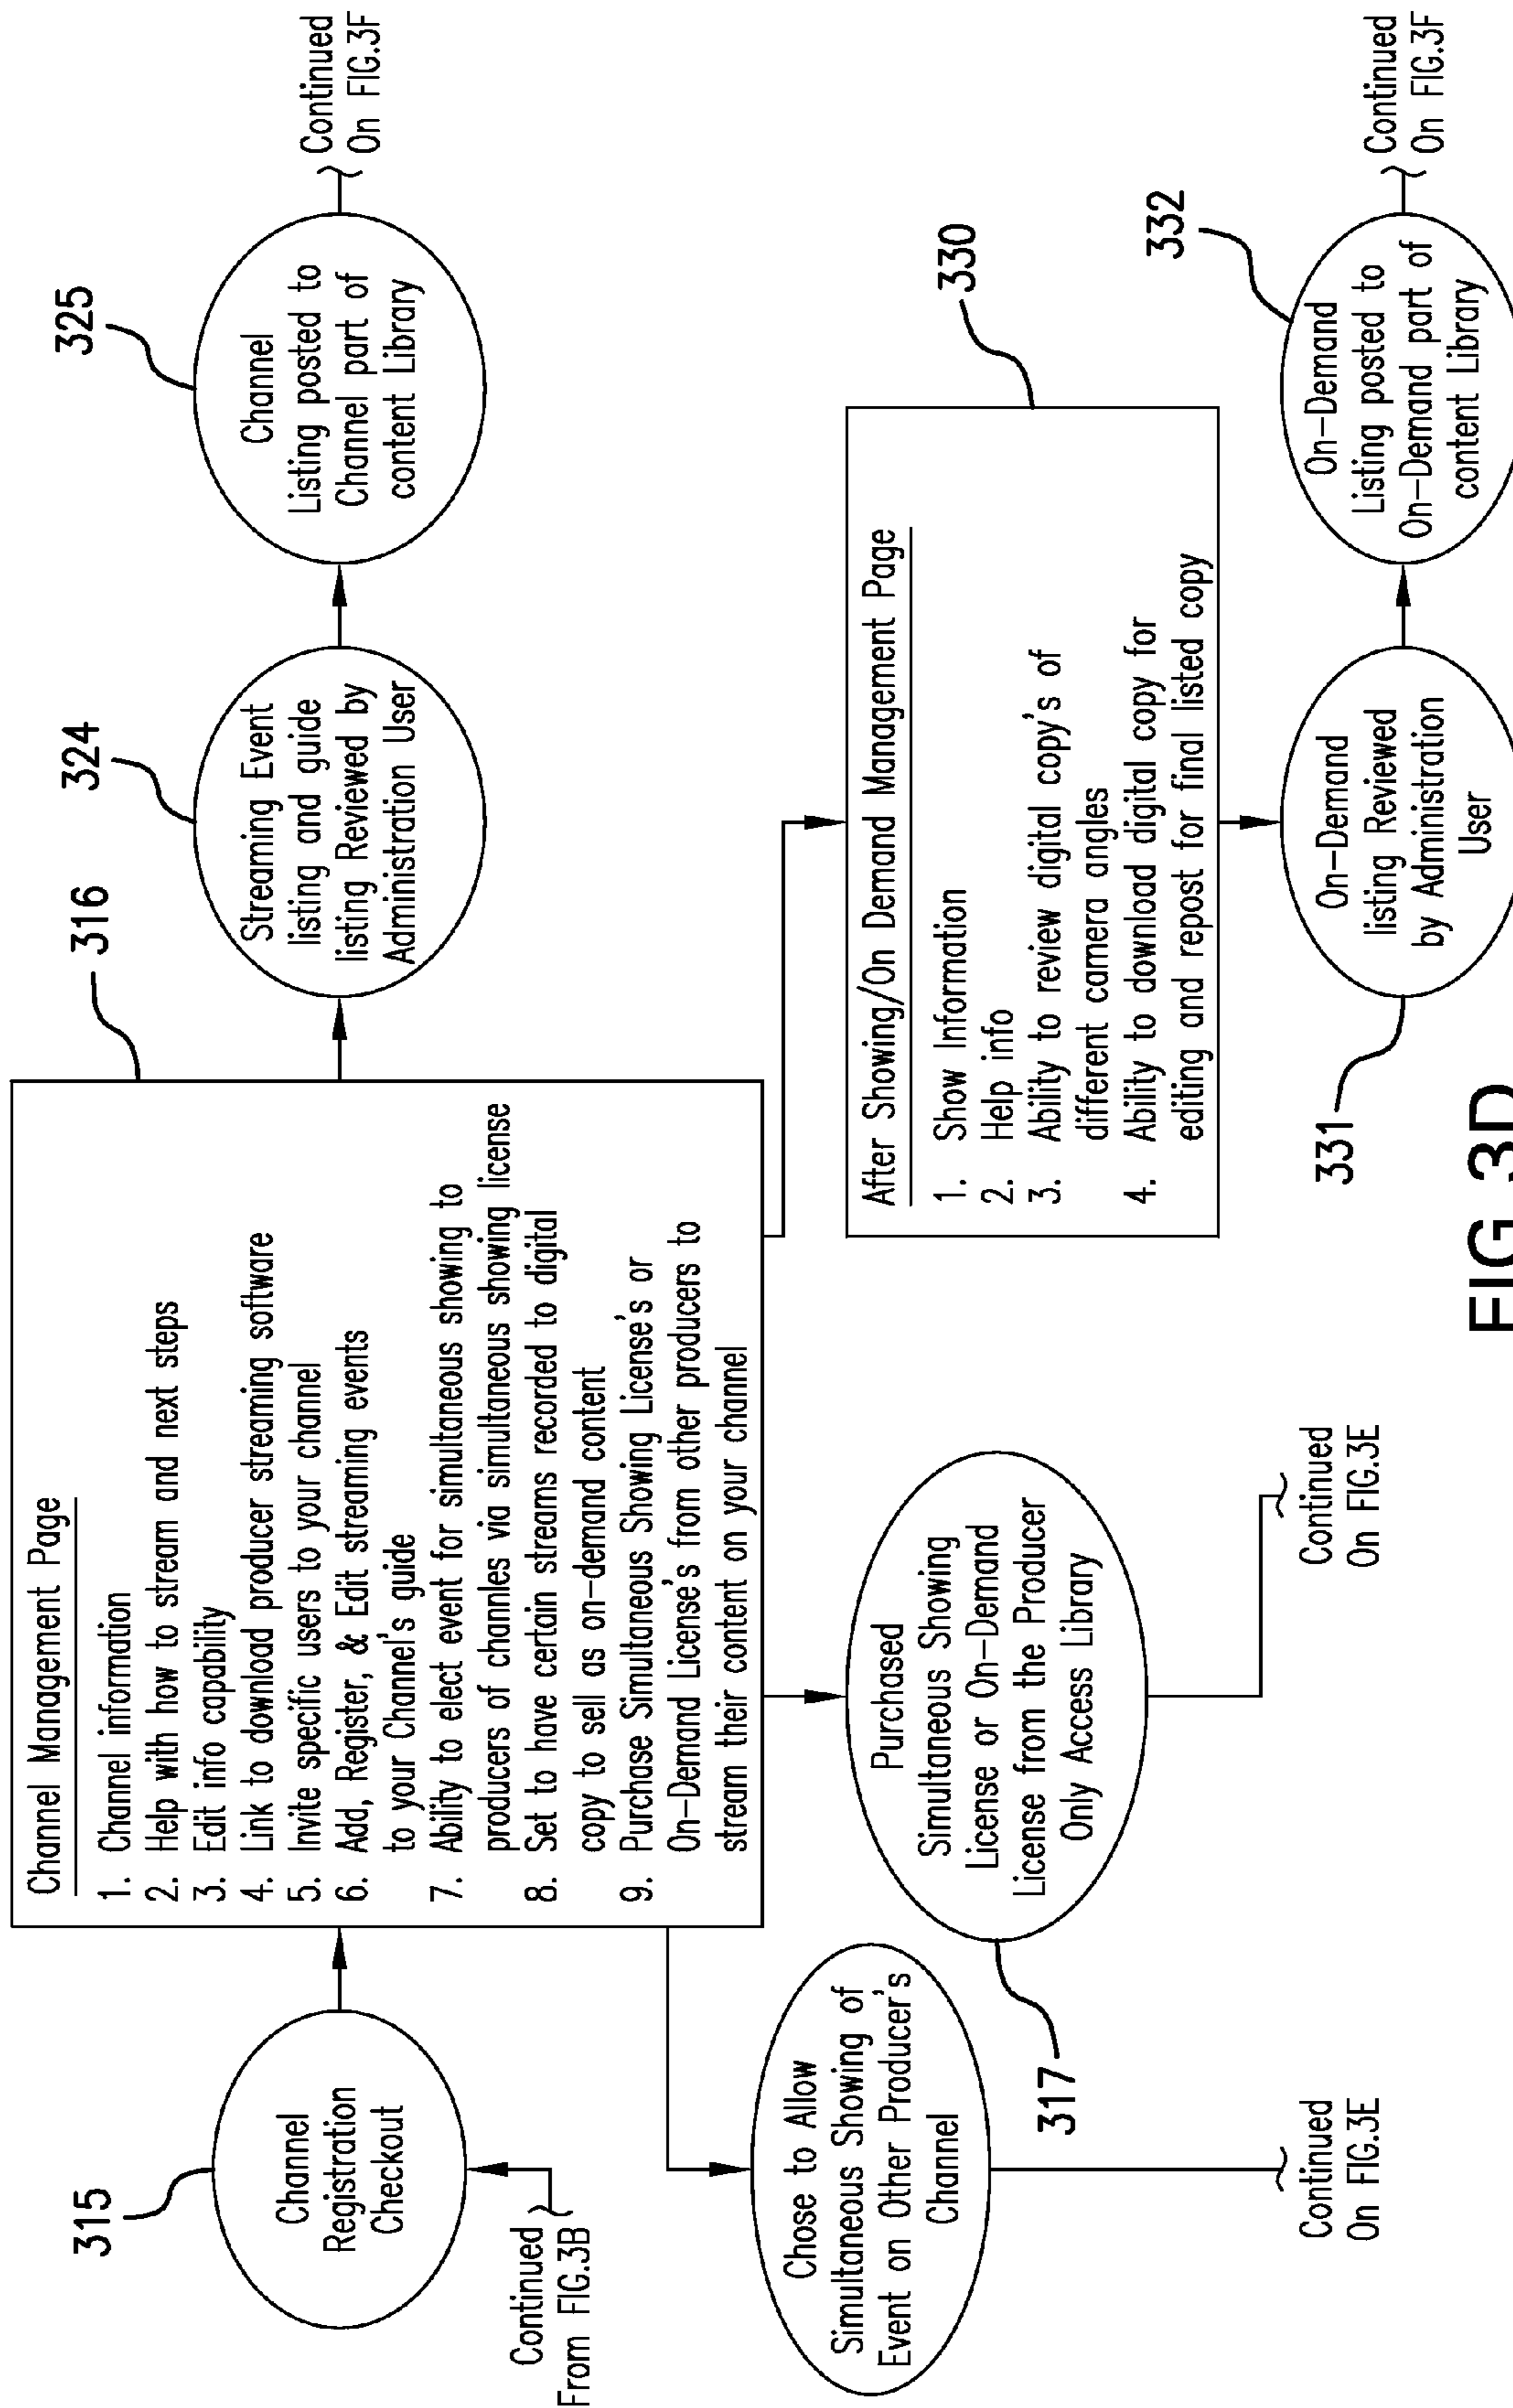 315
Channel
Registration
Checkout
Continued
From FIG.3B
316
Channel Management Page
1. Channel information
2. Help with how to stream and next steps
3. Edit info capability
4. Link to download producer streaming software
5. Invite specific users to your channel
6. Add, Register, & Edit streaming events
to your Channel's guide
7. Ability to elect event for simultaneous showing to
producers of channles via simultaneous showing license
8. Set to have certain streams recorded to digital
copy to sell as on-demand content
9. Purchase Simultaneous Showing License's or
On-Demand License's from other producers to
stream their content on your channel
324
Streaming Event
listing and guide
listing Reviewed by
Administration User
325
Channel
Listing posted to
Channel part of
content Library
Continued
On FIG.3F
Chose to Allow
Simultaneous Showing of
Event on Other Producer's
Channel
Continued
On FIG.3E
317
Purchased
Simultaneous Showing
License or On-Demand
License from the Producer
Only Access Library
Continued
On FIG.3E
330
After Showing/On Demand Management Page
1. Show Information
2. Help info
3. Ability to review digital copy's of
different camera angles
4. Ability to download digital copy for
editing and repost for final listed copy
331
On-Demand
listing Reviewed
by Administration
User
332
On-Demand
Listing posted to
On-Demand part of
content Library
Continued
On FIG.3F
FIG.3D